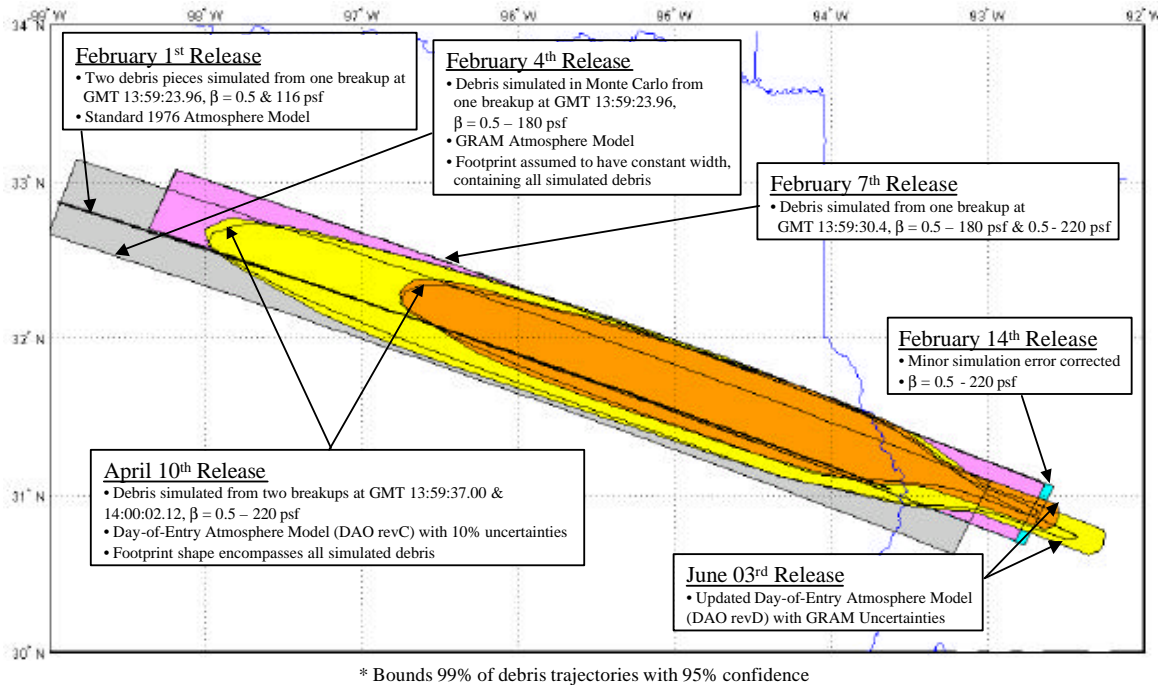 99° W 98° W 97° W 96° W 95° W 94° W 93° W 92° W
34° N
February 1st Release
• Two debris pieces simulated from one breakup at
GMT 13:59:23.96, β = 0.5 & 116 psf
• Standard 1976 Atmosphere Model
February 4th Release
• Debris simulated in Monte Carlo from
one breakup at GMT 13:59:23.96,
β = 0.5 – 180 psf
• GRAM Atmosphere Model
• Footprint assumed to have constant width,
containing all simulated debris
33° N
February 7th Release
• Debris simulated from one breakup at
GMT 13:59:30.4, β = 0.5 – 180 psf & 0.5 - 220 psf
32° N
February 14th Release
• Minor simulation error corrected
• β = 0.5 - 220 psf
April 10th Release
• Debris simulated from two breakups at GMT 13:59:37.00 &
14:00:02.12, β = 0.5 – 220 psf
• Day-of-Entry Atmosphere Model (DAO revC) with 10% uncertainties
• Footprint shape encompasses all simulated debris
31° N
June 03rd Release
• Updated Day-of-Entry Atmosphere Model
(DAO revD) with GRAM Uncertainties
30° N
* Bounds 99% of debris trajectories with 95% confidence